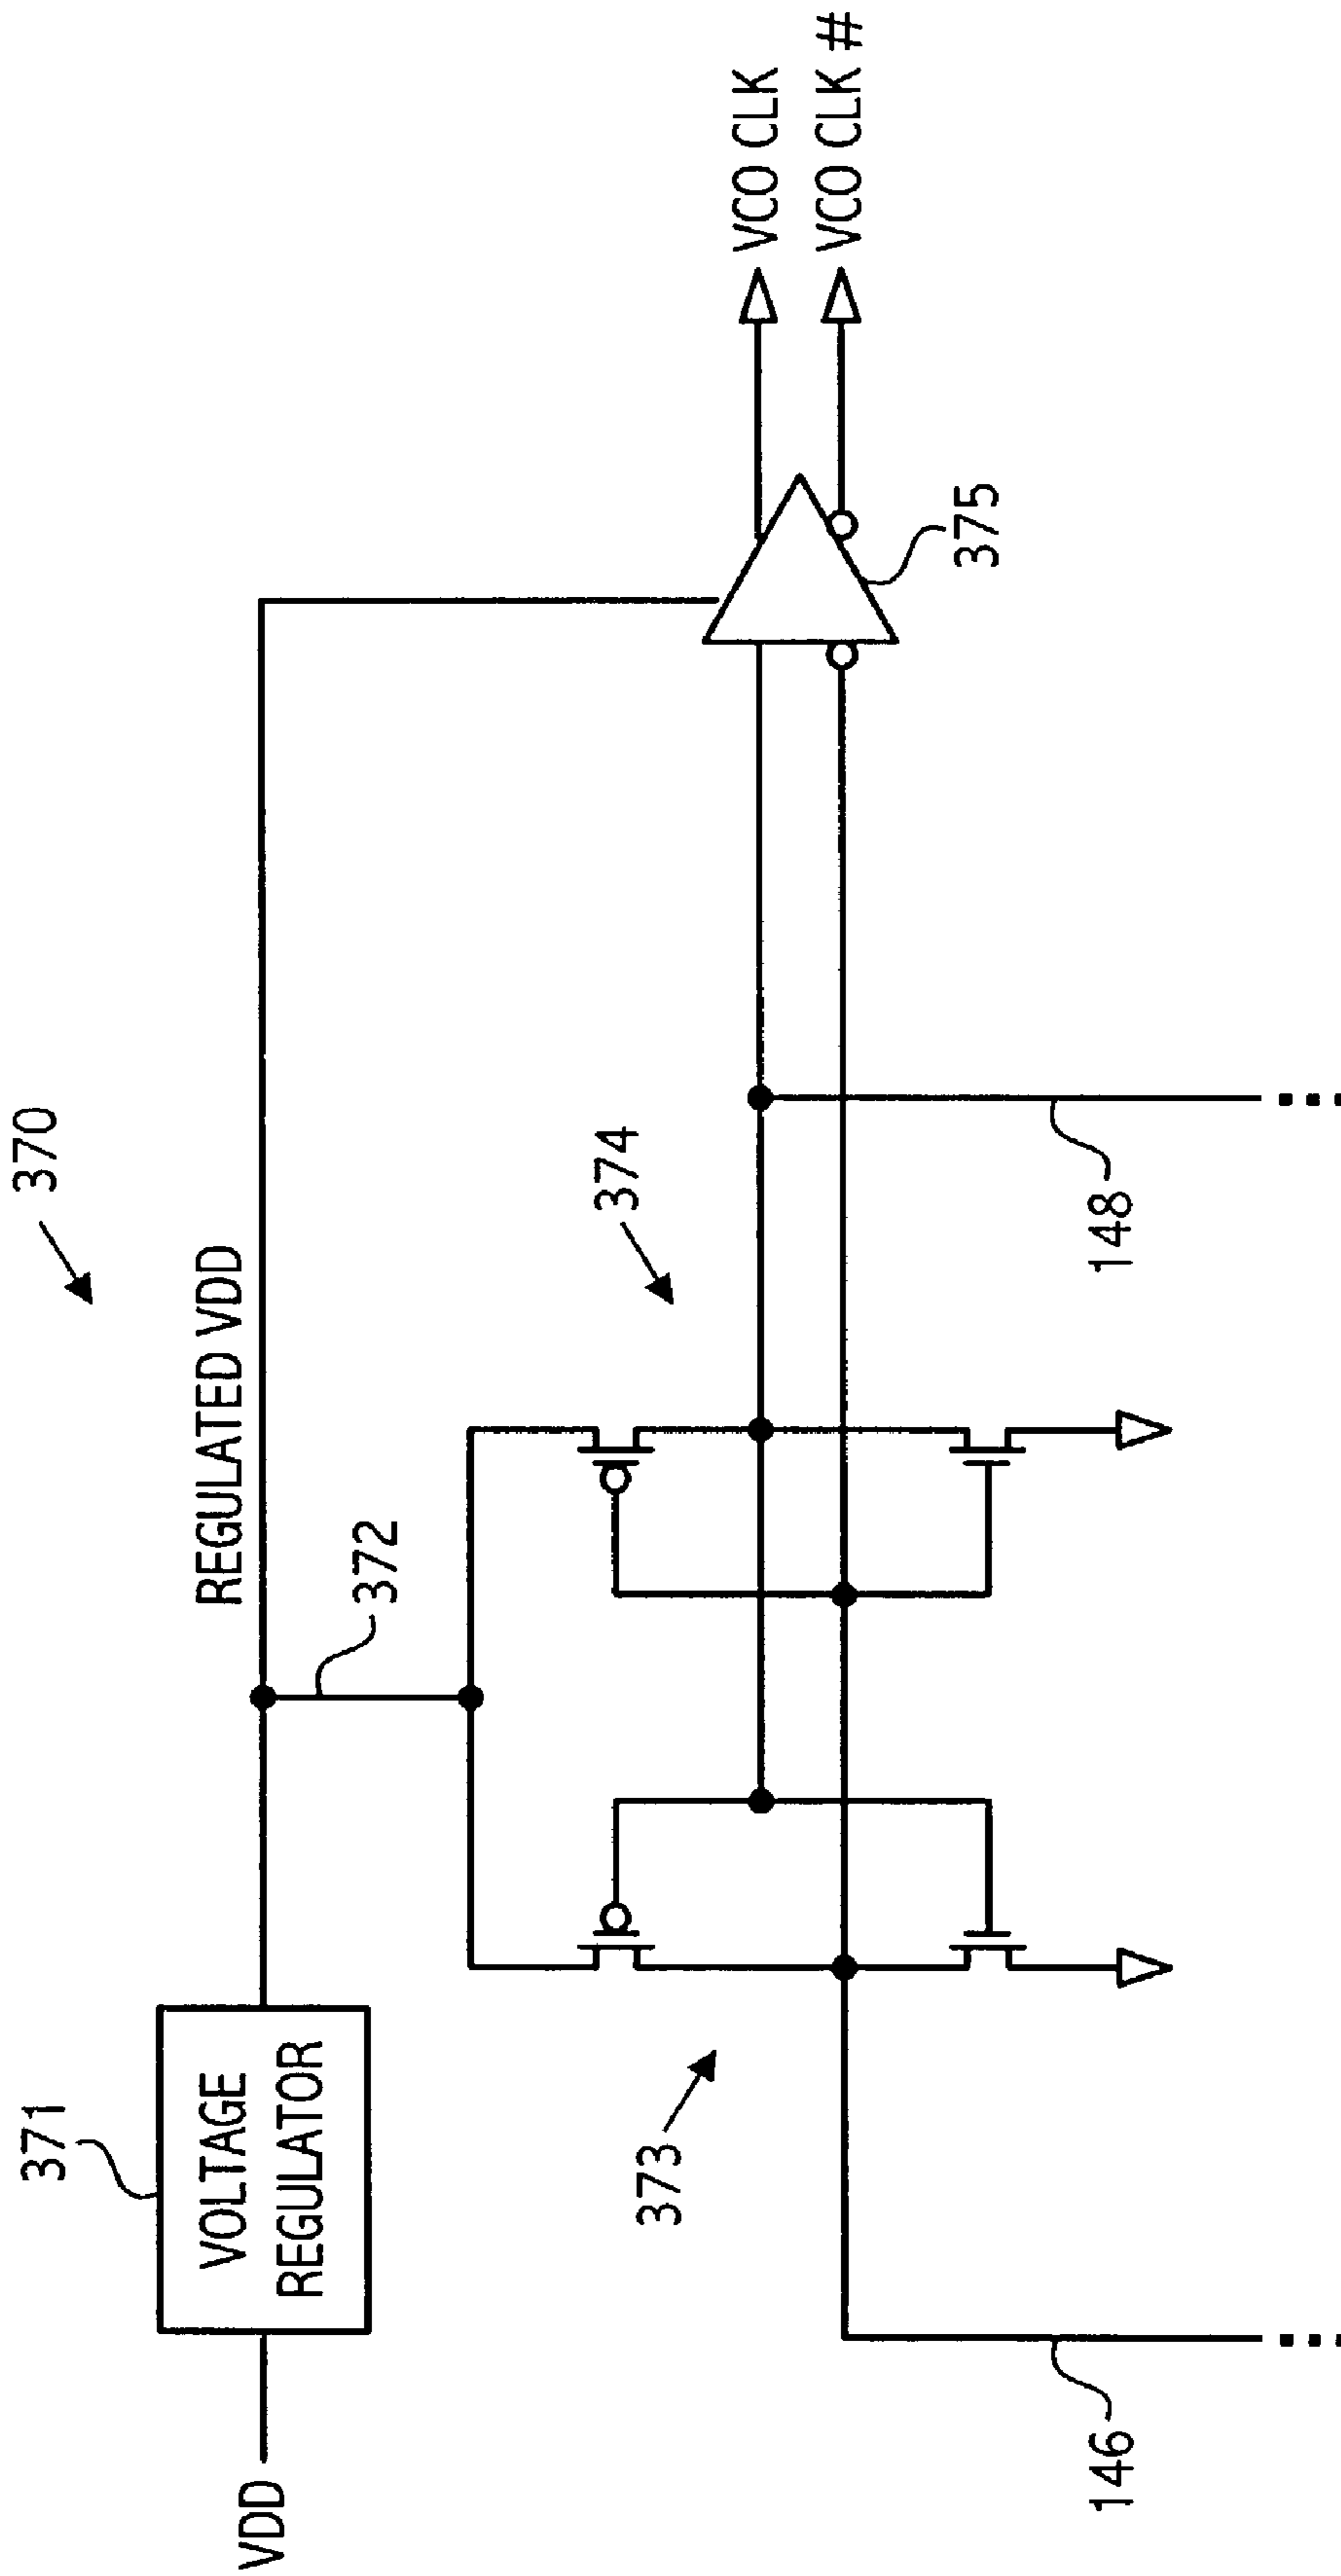 370
371
VOLTAGE
REGULATOR
VDD
REGULATED VDD
372
373
374
VCO CLK
VCO CLK #
375
146
148